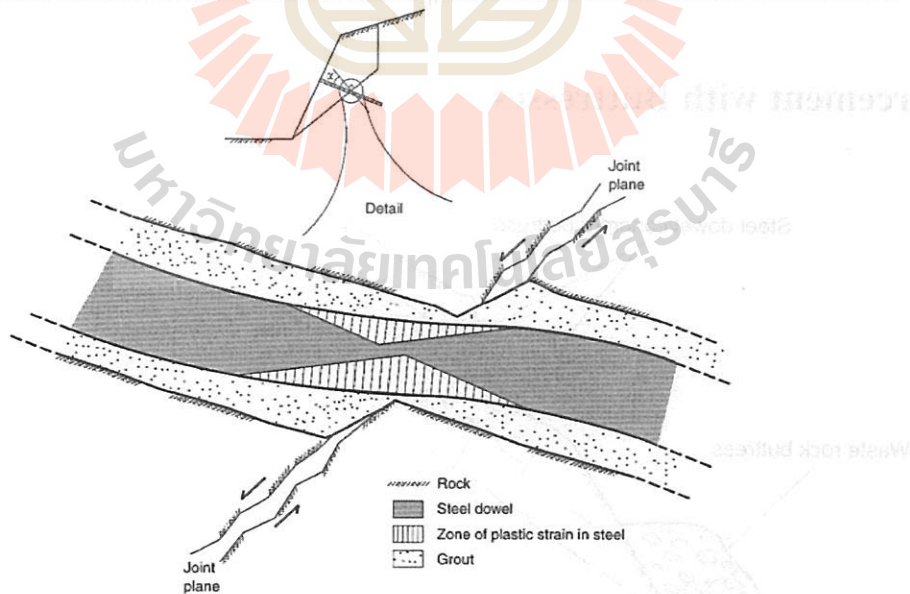 Detail
Joint
plane
มหาวิทยาลัยเทคโนโลยีสุรนารี
Rock
Steel dowel
Zone of plastic strain in steel
Grout
Joint
plane